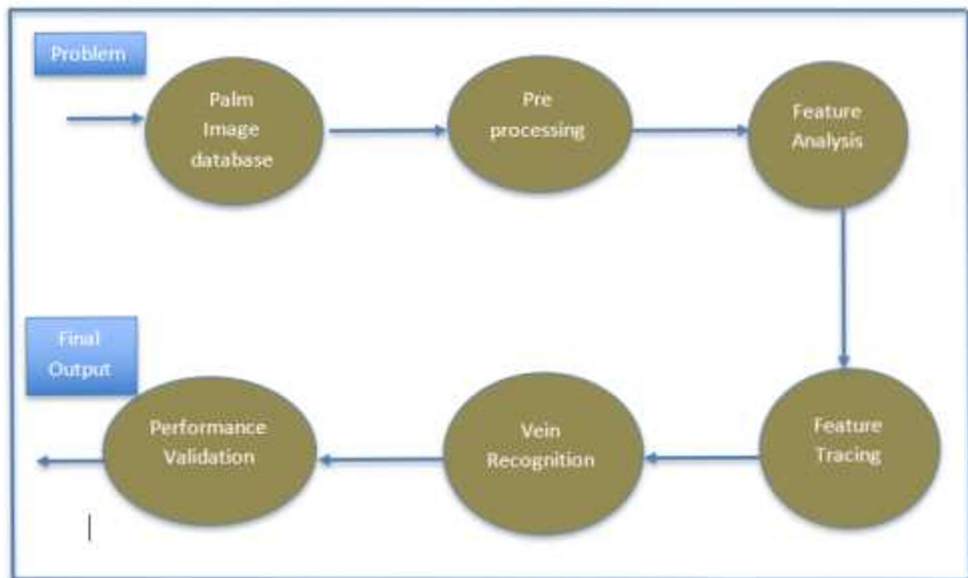 Problem
Palm
Image
database
Pre
processing
Feature
Analysis
Final
Output
Performance
Validation
Vein
Recognition
Feature
Tracing